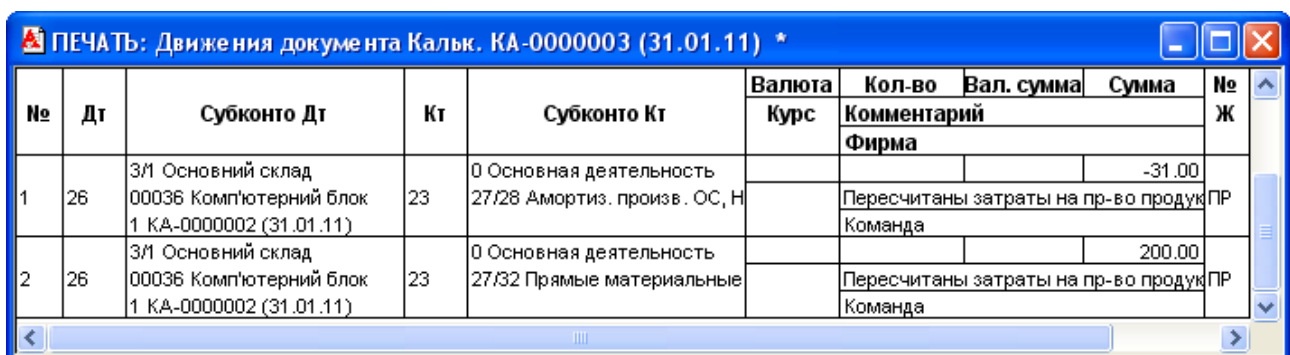 ПЕЧАТЬ: Движения документа Кальк. КА-0000003 (31.01.11) *
№ Дт Субконто Дт Кт Субконто Кт Валюта Кол-во Вал. сумма Сумма № Ж
Курс Комментарий
Фирма
3/1 Основний склад 0 Основная деятельность -31.00
1 26 00036 Комп'ютерний блок 23 27/28 Амортиз. произв. ОС, Н Пересчитаны затраты на пр-во продук ПР
1 КА-0000002 (31.01.11) Команда
3/1 Основний склад 0 Основная деятельность 200.00
2 26 00036 Комп'ютерний блок 23 27/32 Прямые материальные Пересчитаны затраты на пр-во продук ПР
1 КА-0000002 (31.01.11) Команда